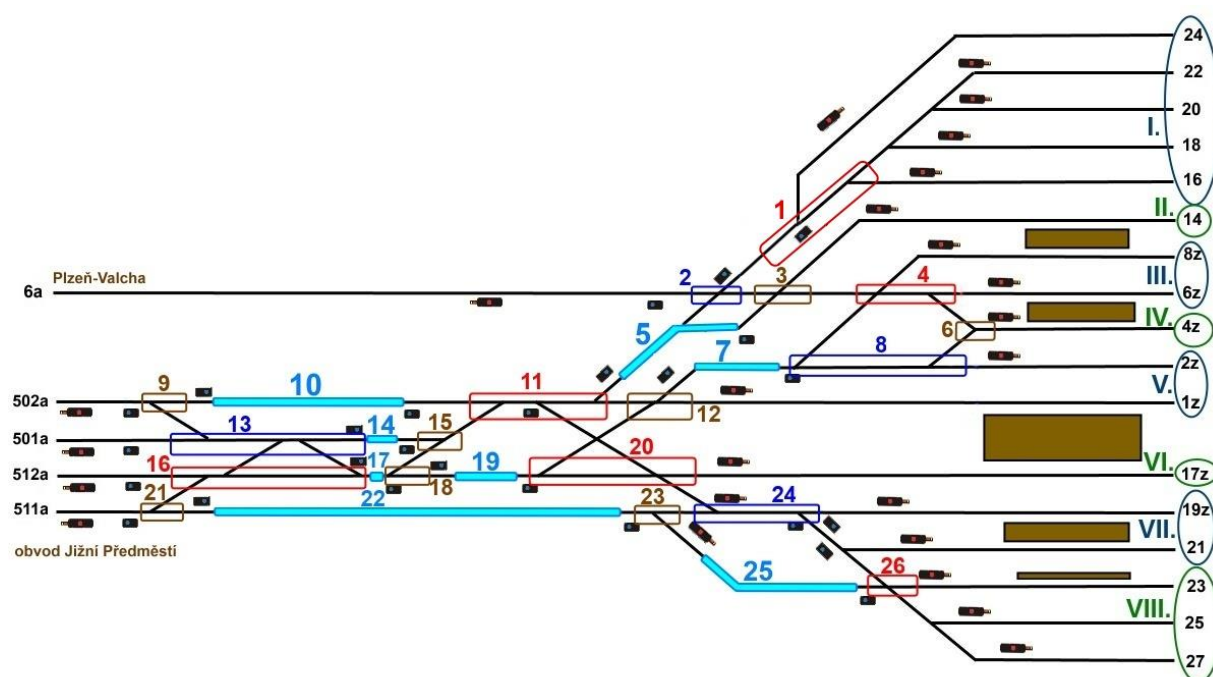 24
22
20
I.
18
16
1
II.
14
Plzeň-Valcha
6a
2
3
4
8z
III.
6z
5
6
IV.
4z
7
8
2z
V.
1z
9
10
11
12
502a
13
14
15
501a
16
17
18
19
20
VI.
17z
512a
21
22
23
24
19z
511a
VII.
21
obvod Jižní Předměstí
25
26
23
VIII.
25
27